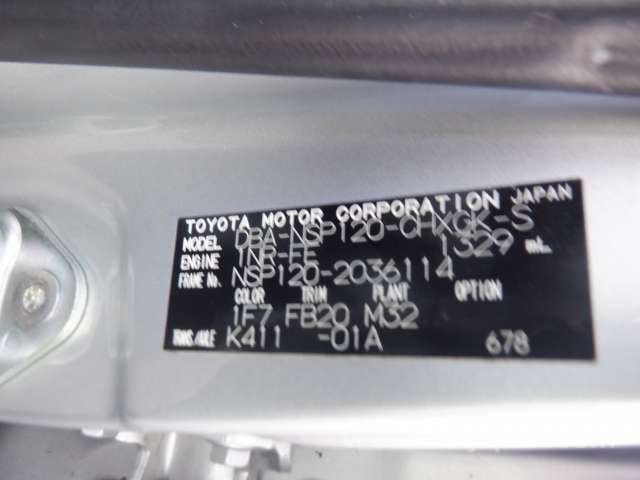 TOYOTA MOTOR CORPORATION JAPAN
MODEL DBA-NSP120-CHXGK-S
ENGINE 1NR-FE 1329 mL
FRAME No. NSP120-2036114
COLOR TRIM PLANT OPTION
1F7 FB20 M32
TRANS./AXLE K411 -01A 678